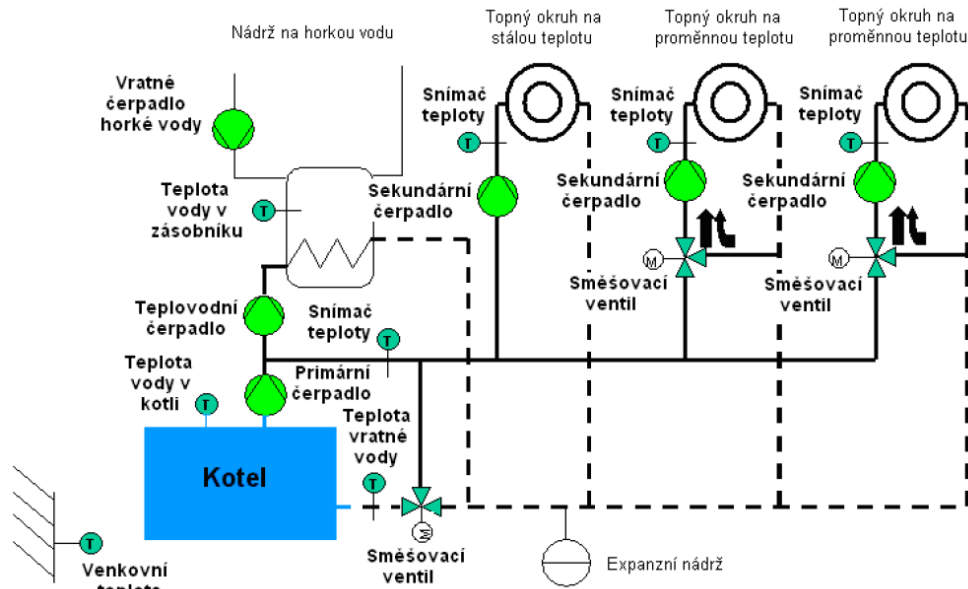 Nádrž na horkou vodu
Topný okruh na
stálou teplotu
Topný okruh na
proměnnou teplotu
Topný okruh na
proměnnou teplotu
Vratné
čerpadlo
horké vody
Snímač
teploty
T
Snímač
teploty
T
Snímač
teploty
T
Teplota
vody v
zásobníku
T
Sekundární
čerpadlo
Sekundární
čerpadlo
Sekundární
čerpadlo
M
Směšovací
ventil
M
Směšovací
ventil
Teplovodní
čerpadlo
Snímač
teploty
T
Teplota
vody v
kotli
T
Primární
čerpadlo
Teplota
vratné
vody
T
Kotel
M
Směšovací
ventil
Expanzní nádrž
T
Venkovní
teplota